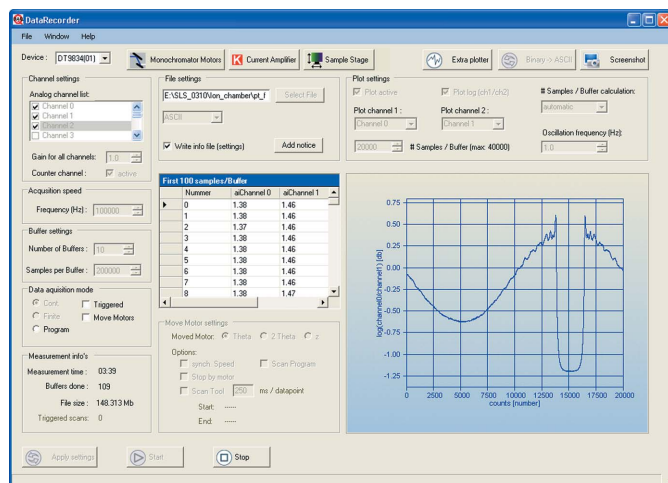 DataRecorder
File Window Help
Device : DT9834(01) Monochromator Motors K Current Amplifier Sample Stage Extra plotter Binary -> ASCII Screenshot
Channel settings
Analog channel list:
Channel 0
Channel 1
Channel 2
Channel 3
Gain for all channels: 1.0
Counter channel : active
Acqusition speed
Frequency (Hz) : 100000
Buffer settings
Number of Buffers : 10
Samples per Buffer : 200000
Data aquisition mode
Cont. Triggered
Finite Move Motors
Program
Measurement info's
Measurement time : 03:39
Buffers done : 109
File size : 148.313 Mb
Triggered scans: 0
File settings
E:\SLS_0310\Ion_chamber\pt_f Select File
ASCII
Write info file (settings) Add notice
Plot settings
Plot active Plot log (ch1/ch2) # Samples / Buffer calculation:
automatic
Plot channel 1 : Plot channel 2 :
Channel 0 Channel 1
Oscillation frequency (Hz):
20000 # Samples / Buffer (max: 40000) 1.0
First 100 samples/Buffer
Nummer aiChannel 0 aiChannel 1
0 1.38 1.46
1 1.38 1.46
2 1.37 1.46
3 1.38 1.46
4 1.38 1.46
5 1.38 1.46
6 1.38 1.46
7 1.38 1.46
8 1.38 1.47
Move Motor settings
Moved Motor: Theta 2 Theta z
Options:
synch. Speed Scan Program
Stop by motor
Scan Tool 250 ms / datapoint
Start: -----
End: -----
log(channel0/channel1) [db]
0.75
0.50
0.25
0.00
-0.25
-0.50
-0.75
-1.00
-1.25
0 2500 5000 7500 10000 12500 15000 17500 20000
counts [number]
Apply settings Start Stop